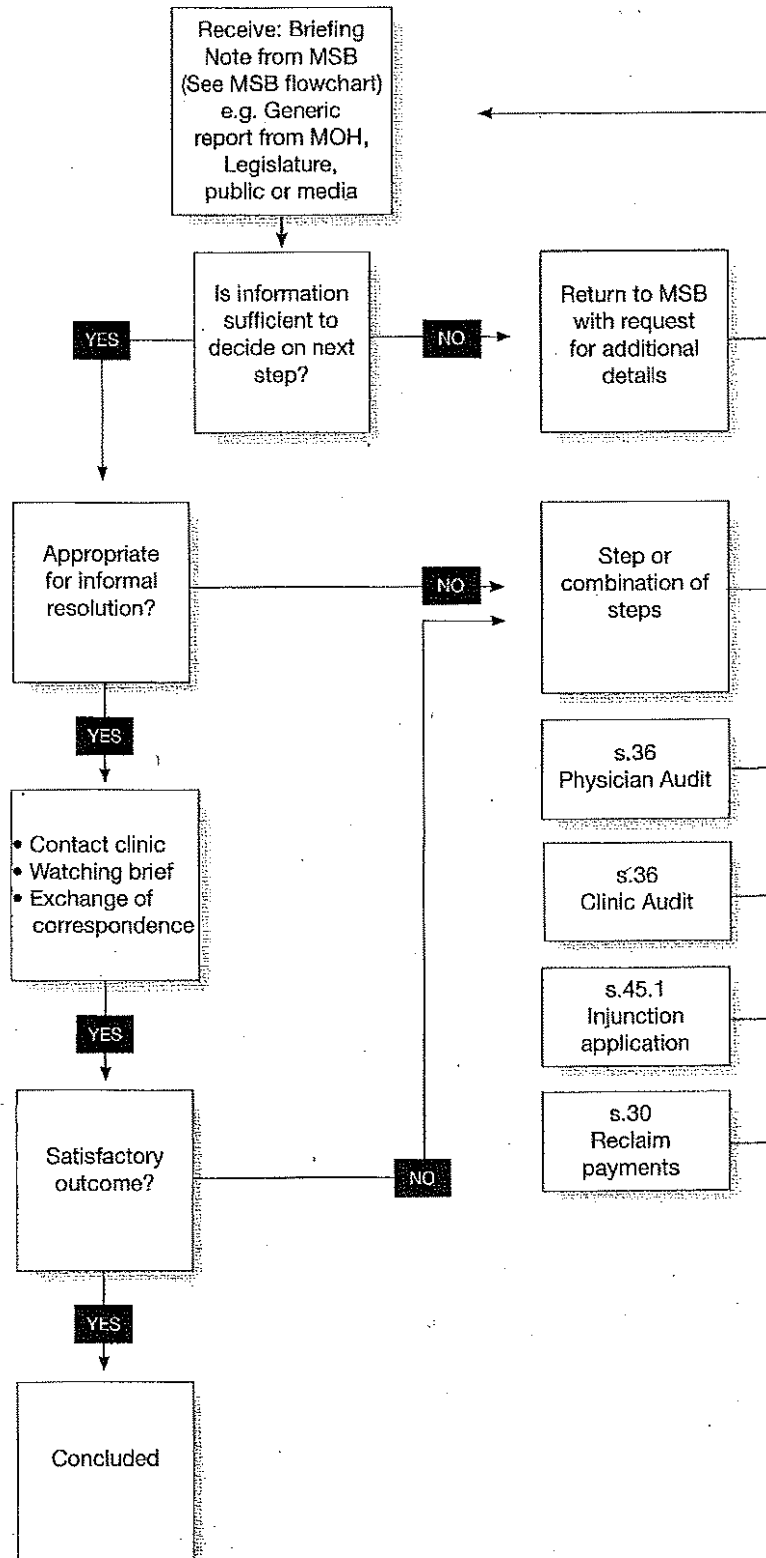 Receive: Briefing
Note from MSB
(See MSB flowchart)
e.g. Generic
report from MOH,
Legislature,
public or media
Is information
sufficient to
decide on next
step?
YES
NO
Return to MSB
with request
for additional
details
Appropriate
for informal
resolution?
NO
Step or
combination of
steps
YES
s.36
Physician Audit
• Contact clinic
• Watching brief
• Exchange of
correspondence
s.36
Clinic Audit
YES
s.45.1
Injunction
application
Satisfactory
outcome?
NO
s.30
Reclaim
payments
YES
Concluded